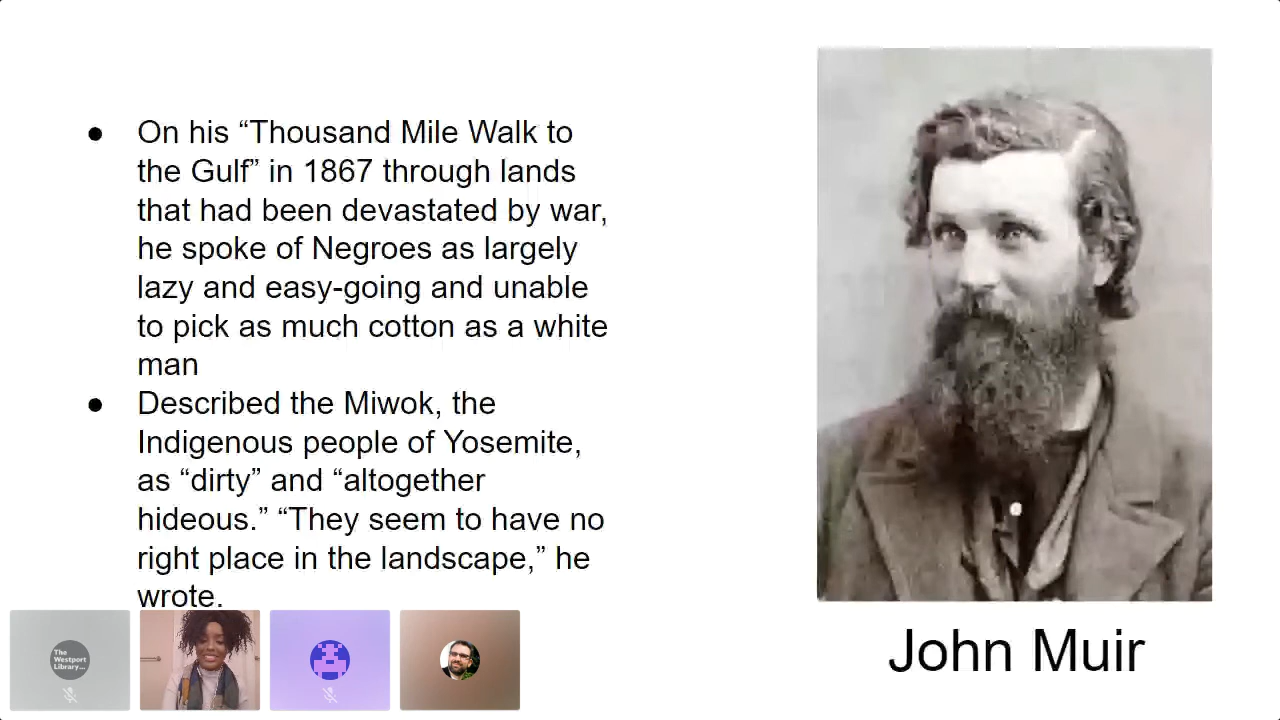 ● On his “Thousand Mile Walk to
the Gulf” in 1867 through lands
that had been devastated by war,
he spoke of Negroes as largely
lazy and easy-going and unable
to pick as much cotton as a white
man
● Described the Miwok, the
Indigenous people of Yosemite,
as “dirty” and “altogether
hideous.” “They seem to have no
right place in the landscape,” he
wrote.
John Muir
The
Westport
Library...